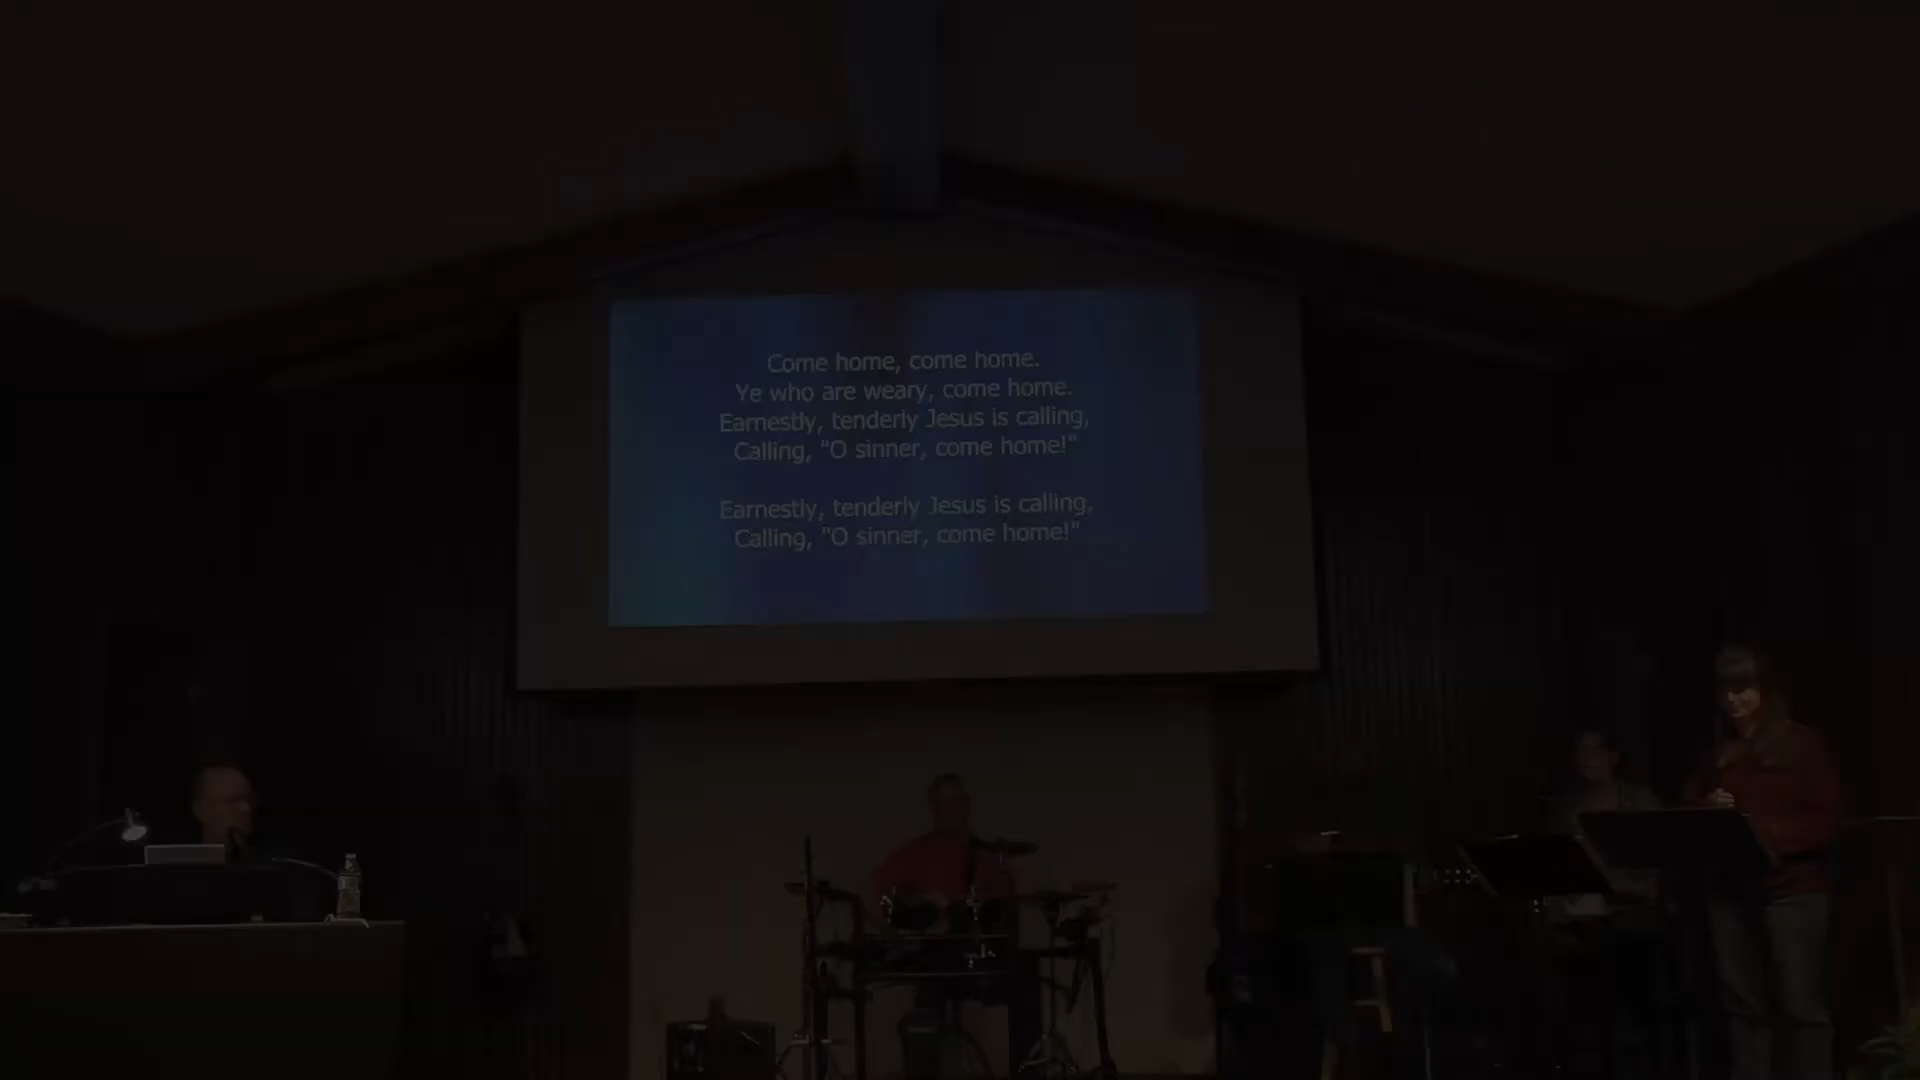 Come home, come home.
Ye who are weary, come home.
Earnestly, tenderly Jesus is calling,
Calling, "O sinner, come home!"
Earnestly, tenderly Jesus is calling,
Calling, "O sinner, come home!"